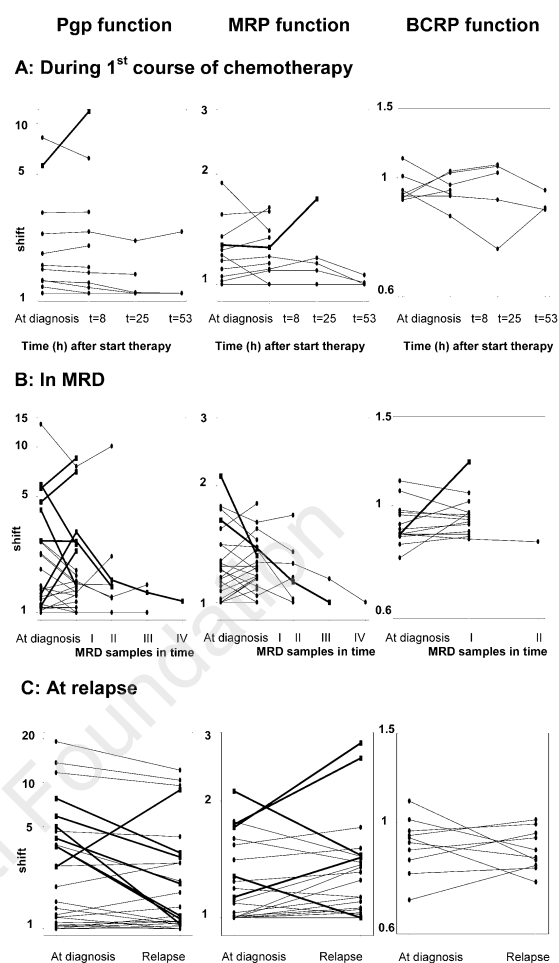 Pgp function MRP function BCRP function
A: During 1st course of chemotherapy
10
5
1
shift
3
2
1
1.5
1
0.6
At diagnosis t=8 t=25 t=53
At diagnosis t=8 t=25 t=53
At diagnosis t=8 t=25 t=53
Time (h) after start therapy
Time (h) after start therapy
Time (h) after start therapy
B: In MRD
15
10
5
1
shift
3
2
1
1.5
1
0.6
At diagnosis I II III IV
At diagnosis I II III IV
At diagnosis I II
MRD samples in time
MRD samples in time
MRD samples in time
C: At relapse
20
10
5
1
shift
3
2
1
1.5
1
0.6
At diagnosis Relapse
At diagnosis Relapse
At diagnosis Relapse
Foundation